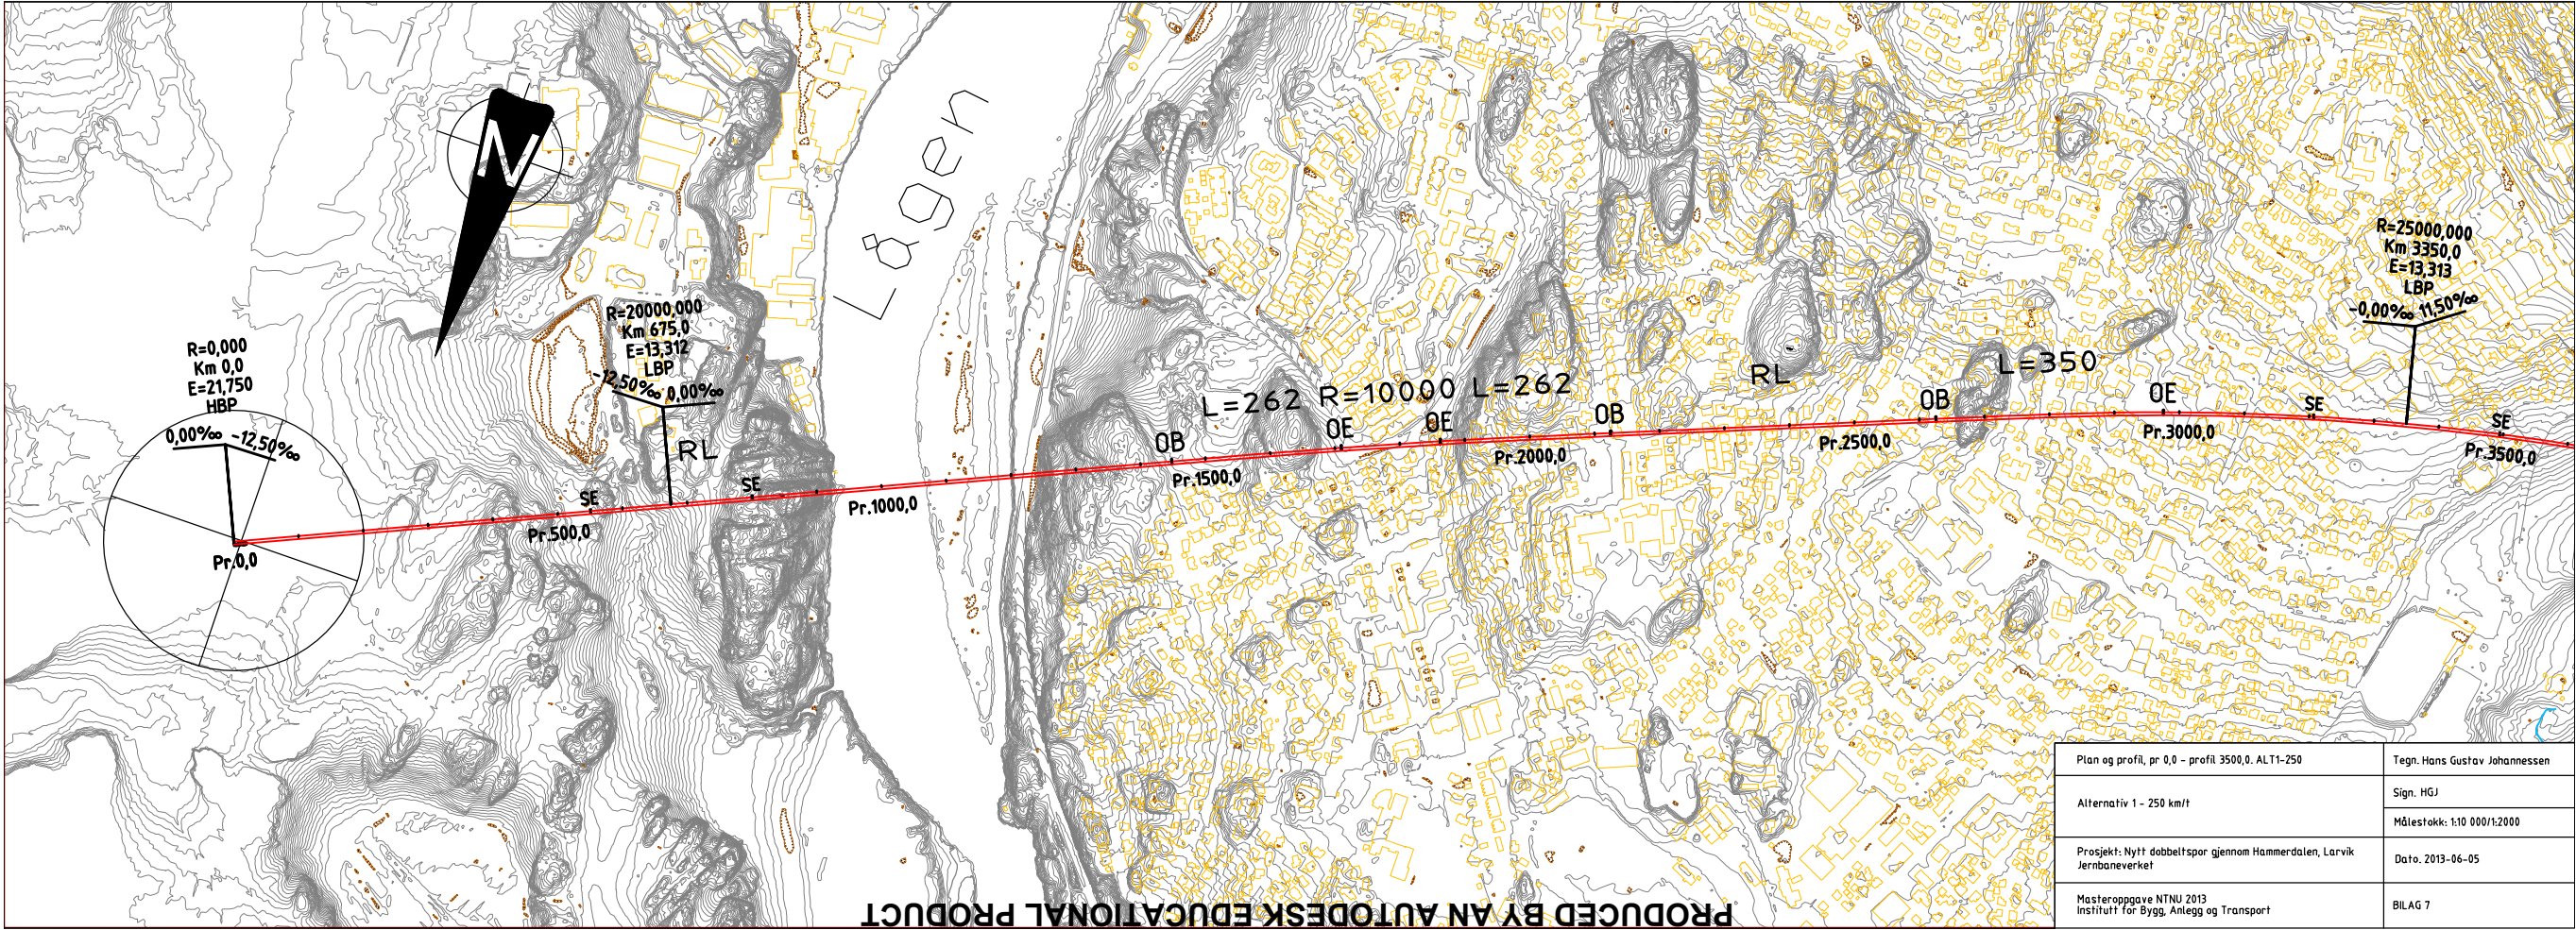 N
Lågen
R=25000,000
Km 3350,0
E=13,313
LBP
-0,00‰ 11,50‰
R=20000,000
Km 675,0
E=13,312
LBP
-12,50‰ 0,00‰
R=0,000
Km 0,0
E=21,750
HBP
0,00‰ -12,50‰
RL
L=262 R=10000 L=262
RL
L=350
SE
SE
OB
OE
OE
OB
OB
OE
SE
SE
Pr.0,0
Pr.500,0
Pr.1000,0
Pr.1500,0
Pr.2000,0
Pr.2500,0
Pr.3000,0
Pr.3500,0
Plan og profil, pr 0,0 - profil 3500,0. ALT1-250
Tegn. Hans Gustav Johannessen
Alternativ 1 - 250 km/t
Sign. HGJ
Målestokk: 1:10 000/1:2000
Prosjekt: Nytt dobbeltspor gjennom Hammerdalen, Larvik
Jernbaneverket
Dato. 2013-06-05
Masteroppgave NTNU 2013
Institutt for Bygg, Anlegg og Transport
BILAG 7
PRODUCED BY AN AUTODESK EDUCATIONAL PRODUCT